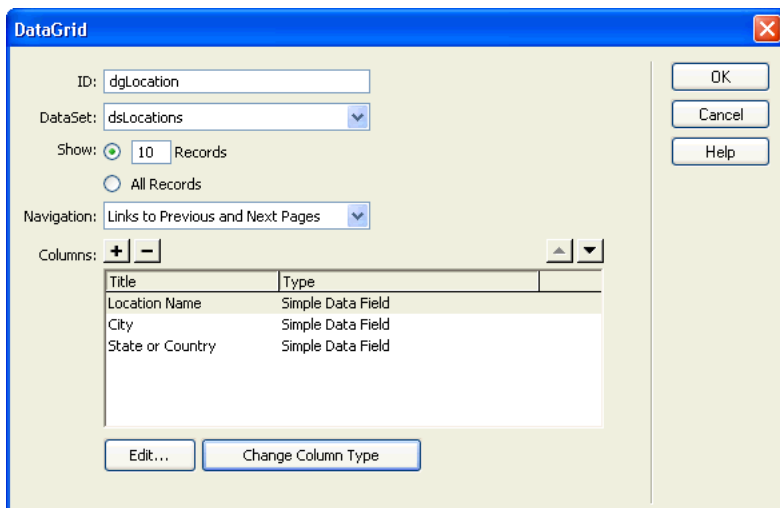 DataGrid
ID: dgLocation
OK
DataSet: dsLocations
Cancel
Show: 10 Records
Help
All Records
Navigation: Links to Previous and Next Pages
Columns: + −
Title Type
Location Name Simple Data Field
City Simple Data Field
State or Country Simple Data Field
Edit... Change Column Type